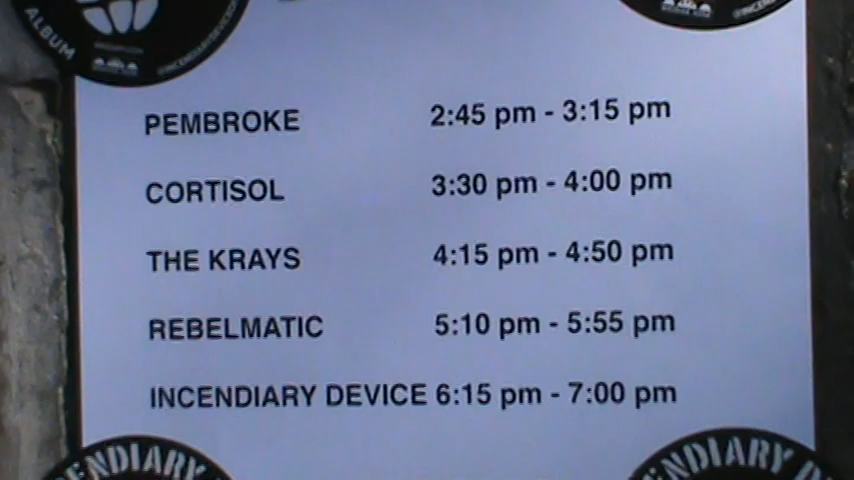 ALBUM
PEMBROKE 2:45 pm - 3:15 pm
CORTISOL 3:30 pm - 4:00 pm
THE KRAYS 4:15 pm - 4:50 pm
REBELMATIC 5:10 pm - 5:55 pm
INCENDIARY DEVICE 6:15 pm - 7:00 pm
ENDIARY
ENDIARY D